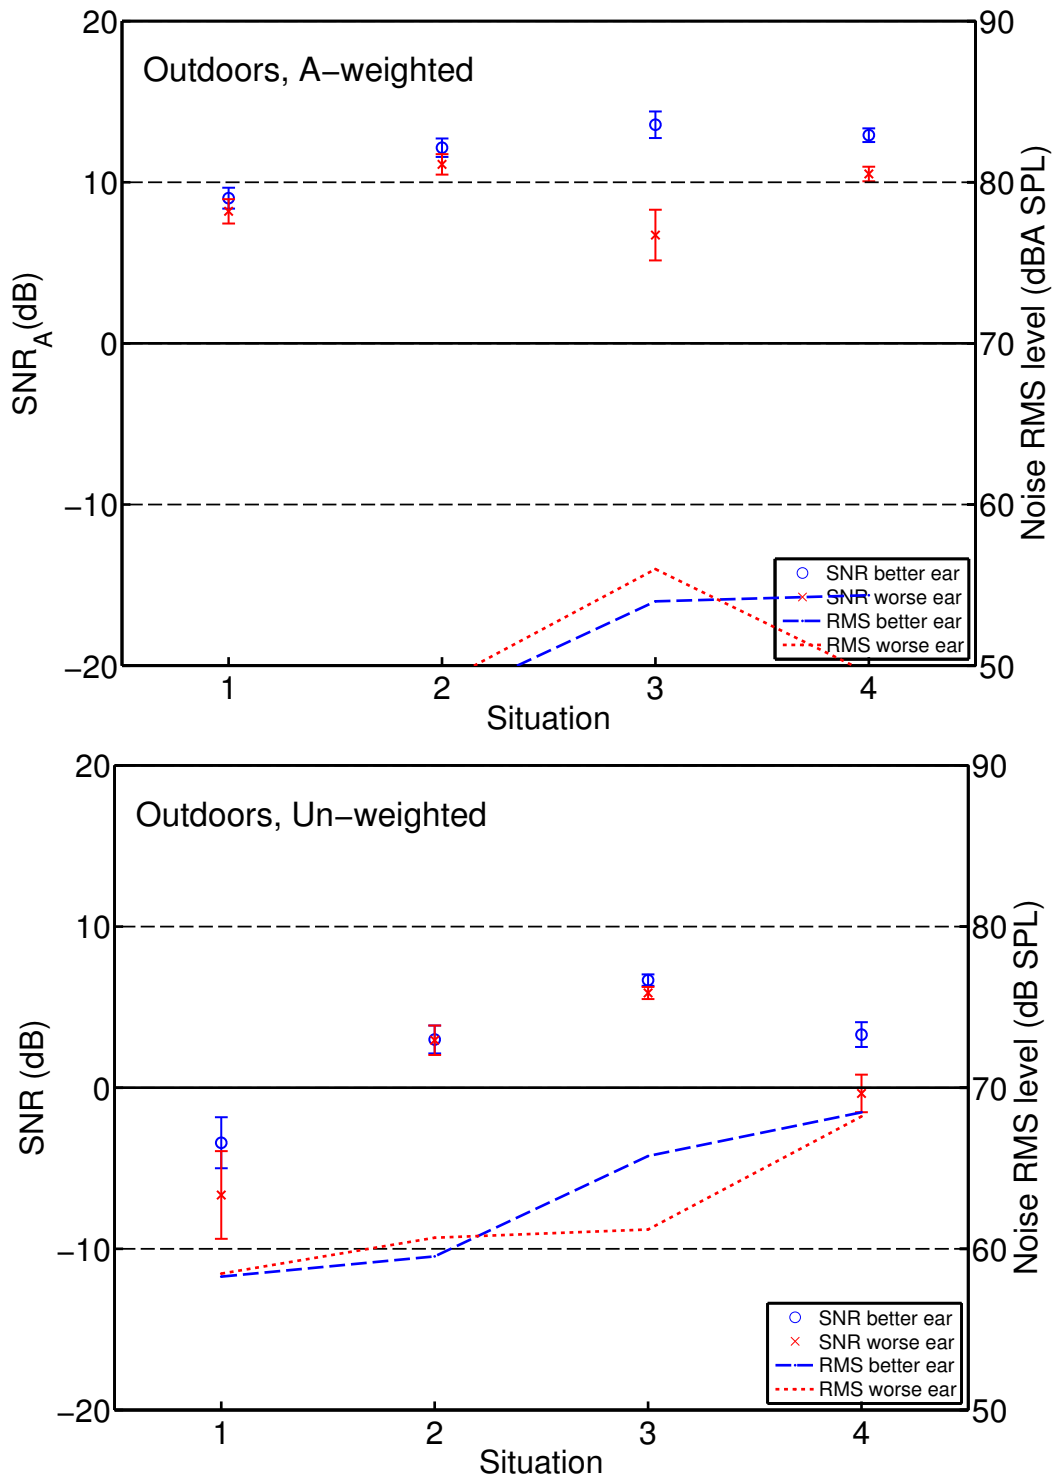 20
90
Outdoors, A−weighted
10
80
SNR_A (dB)
Noise RMS level (dBA SPL)
0
70
−10
60
SNR better ear
SNR worse ear
RMS better ear
RMS worse ear
−20
50
1 2 3 4
Situation
20
90
Outdoors, Un−weighted
10
80
SNR (dB)
Noise RMS level (dB SPL)
0
70
−10
60
SNR better ear
SNR worse ear
RMS better ear
RMS worse ear
−20
50
1 2 3 4
Situation